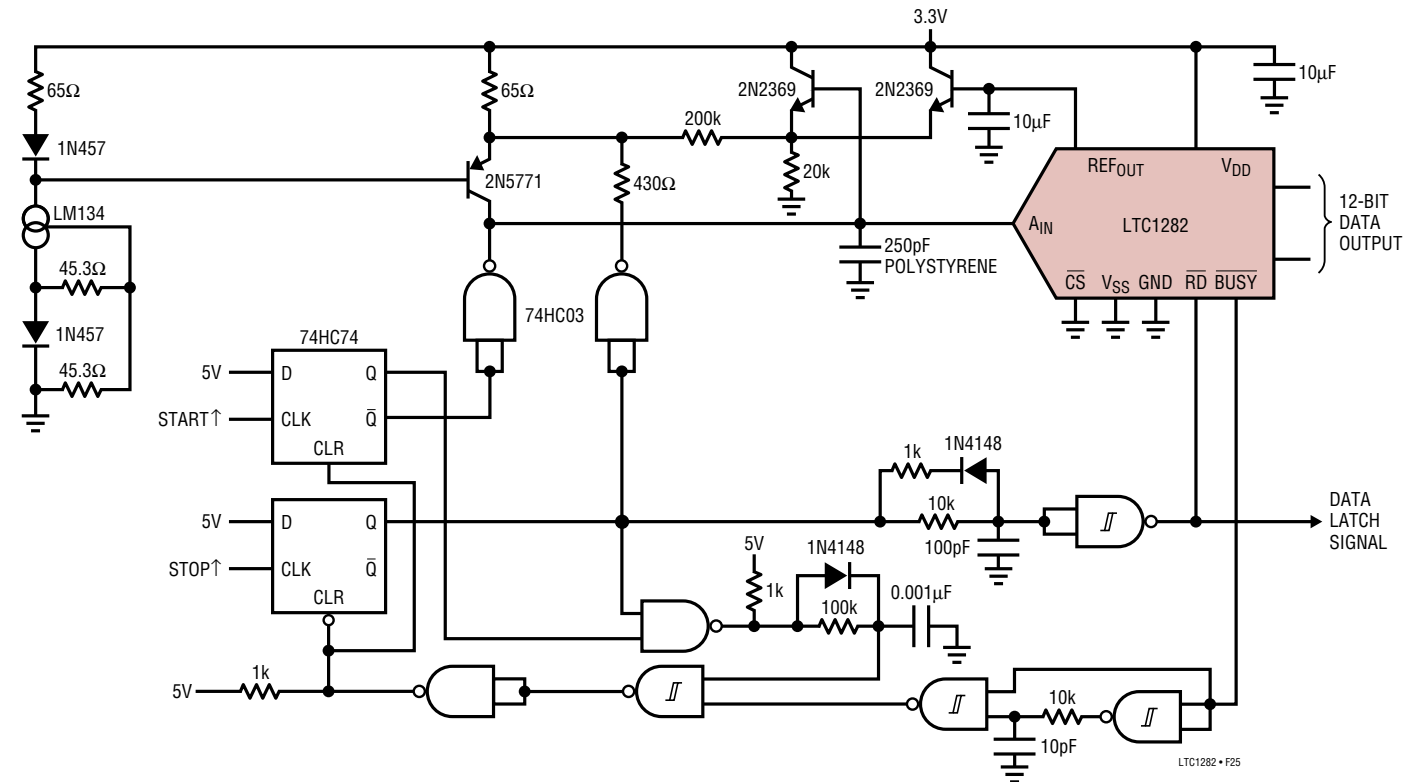 3.3V
65Ω
65Ω
2N2369
2N2369
10μF
10μF
1N457
200k
2N5771
430Ω
20k
REFOUT
VDD
LM134
AIN
LTC1282
12-BIT
DATA
OUTPUT
45.3Ω
250pF
POLYSTYRENE
CS
VSS
GND
RD
BUSY
1N457
74HC03
74HC74
45.3Ω
5V
D
Q
START↑
CLK
Q
CLR
1k
1N4148
5V
D
Q
10k
DATA
LATCH
SIGNAL
100pF
STOP↑
CLK
Q
CLR
5V
1k
1N4148
100k
0.001μF
5V
1k
10k
10pF
LTC1282 • F25